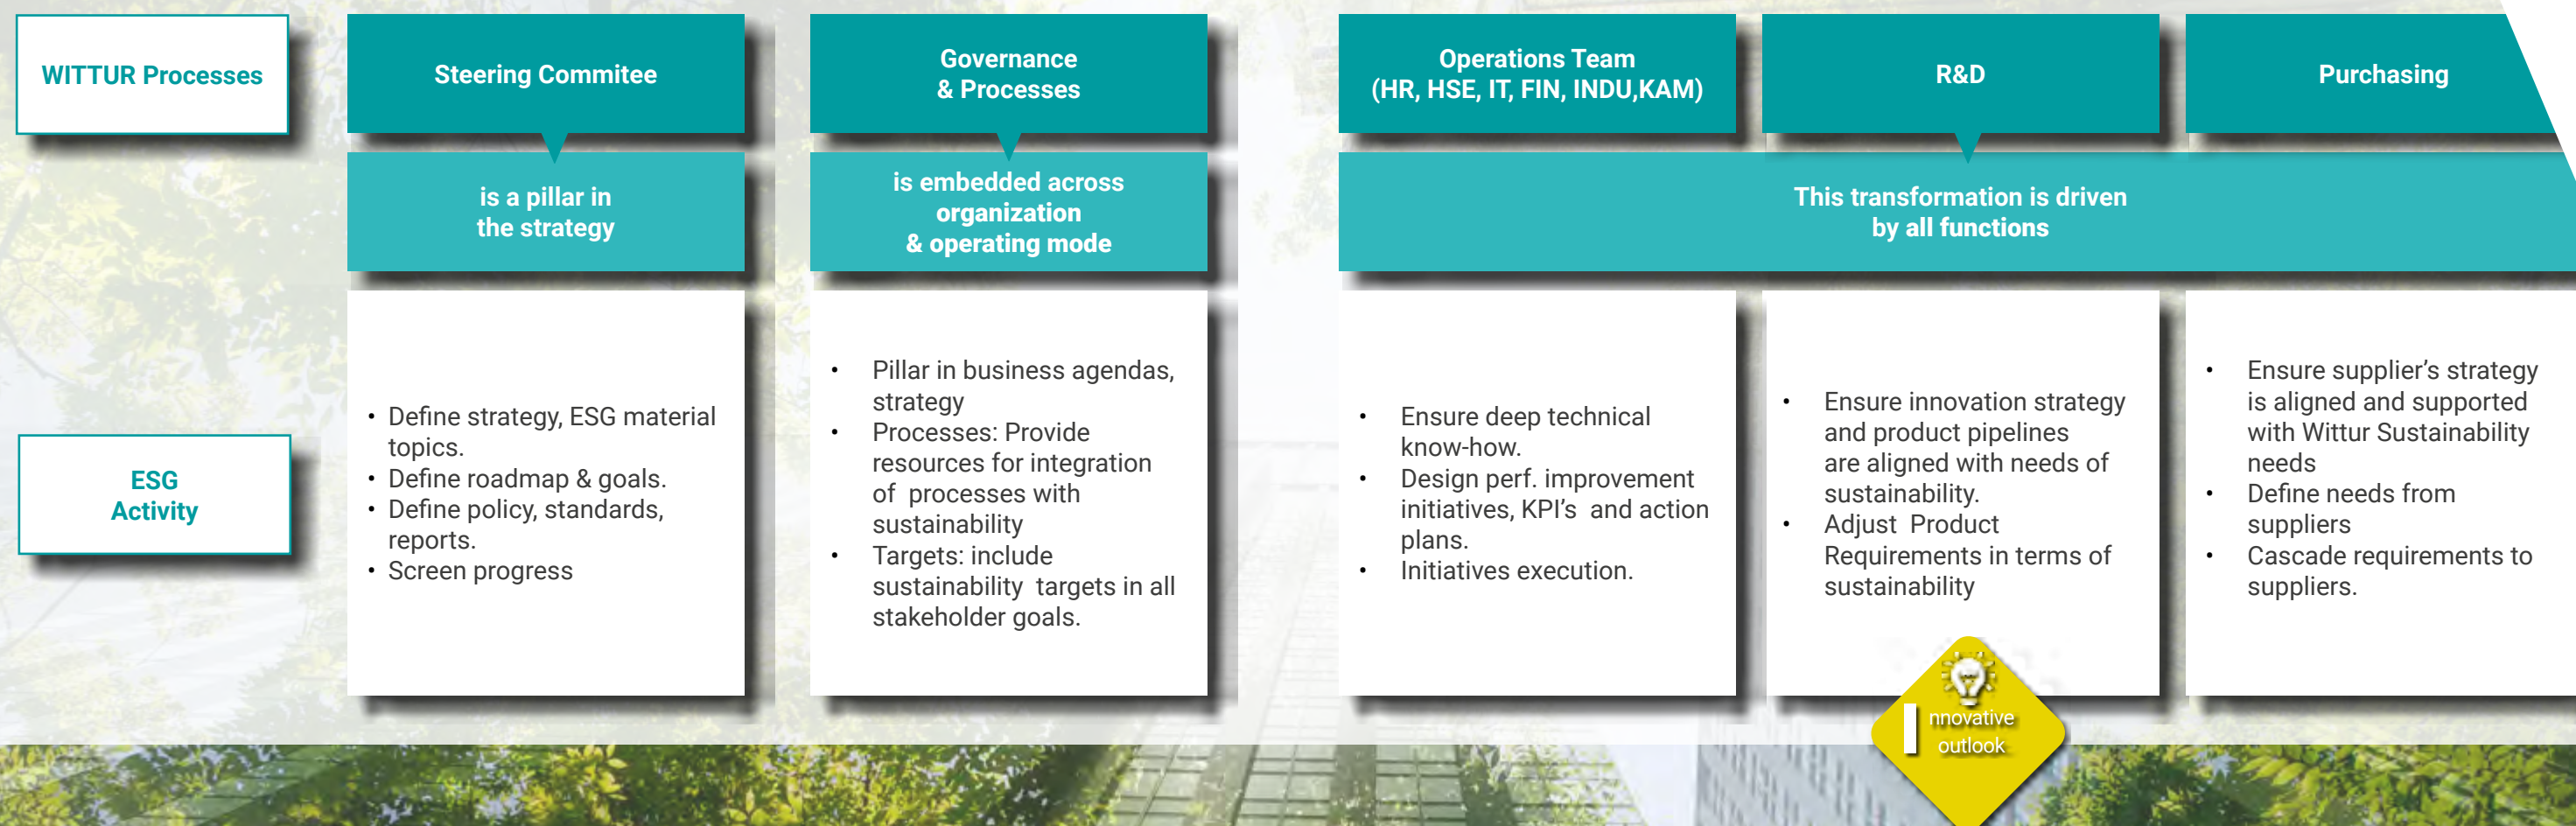 WITTUR Processes
Steering Commitee
is a pillar in
the strategy
Governance
& Processes
is embedded across
organization
& operating mode
Operations Team
(HR, HSE, IT, FIN, INDU,KAM)
R&D
Purchasing
This transformation is driven
by all functions
ESG
Activity
• Define strategy, ESG material
topics.
• Define roadmap & goals.
• Define policy, standards,
reports.
• Screen progress
• Pillar in business agendas,
strategy
• Processes: Provide
resources for integration
of processes with
sustainability
• Targets: include
sustainability targets in all
stakeholder goals.
• Ensure deep technical
know-how.
• Design perf. improvement
initiatives, KPI's and action
plans.
• Initiatives execution.
• Ensure innovation strategy
and product pipelines
are aligned with needs of
sustainability.
• Adjust Product
Requirements in terms of
sustainability
• Ensure supplier's strategy
is aligned and supported
with Wittur Sustainability
needs
• Define needs from
suppliers
• Cascade requirements to
suppliers.
Innovative
outlook